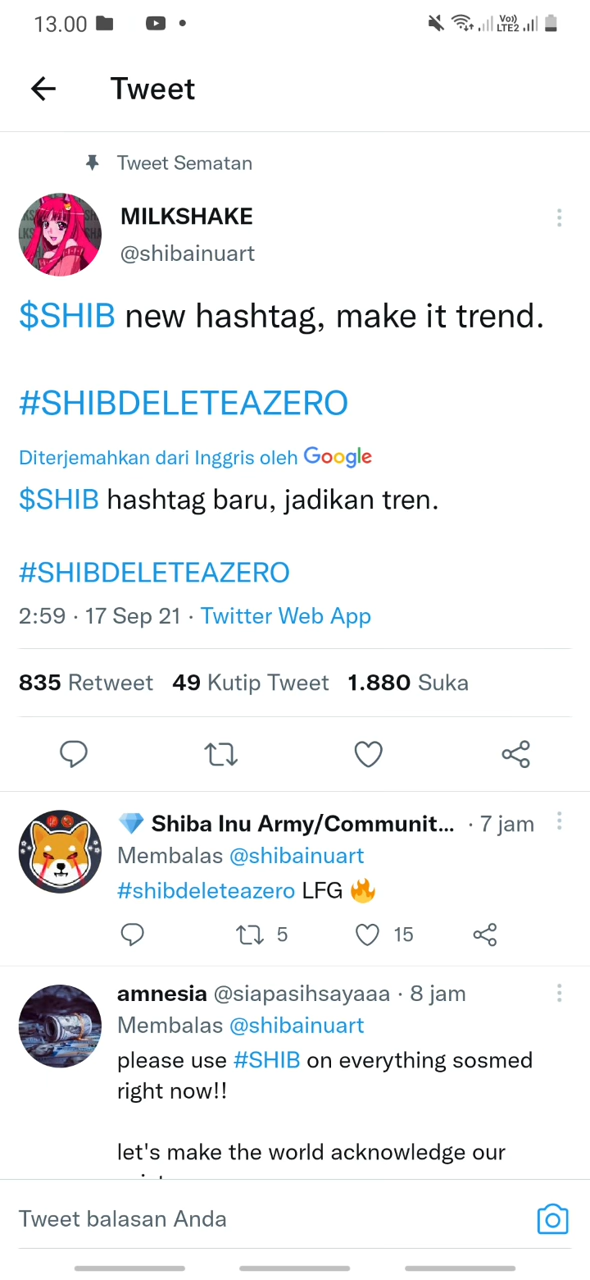 13.00
Vo))
LTE2
Tweet
Tweet Sematan
MILKSHAKE
@shibainuart
$SHIB new hashtag, make it trend.
#SHIBDELETEAZERO
Diterjemahkan dari Inggris oleh Google
$SHIB hashtag baru, jadikan tren.
#SHIBDELETEAZERO
2:59 · 17 Sep 21 · Twitter Web App
835 Retweet 49 Kutip Tweet 1.880 Suka
💎 Shiba Inu Army/Communit... · 7 jam
Membalas @shibainuart
#shibdeleteazero LFG 🔥
5 15
amnesia @siapasihsayaaa · 8 jam
Membalas @shibainuart
please use #SHIB on everything sosmed
right now!!
let's make the world acknowledge our
Tweet balasan Anda